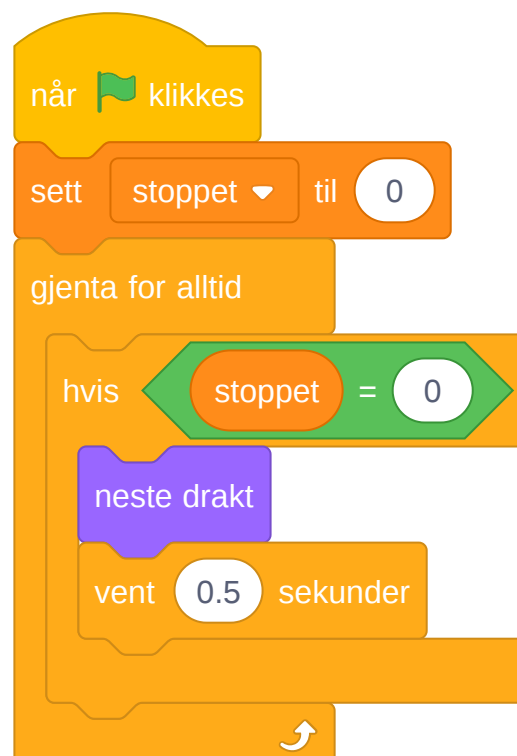 når klikkes
sett stoppet til 0
gjenta for alltid
hvis stoppet = 0
neste drakt
vent 0.5 sekunder